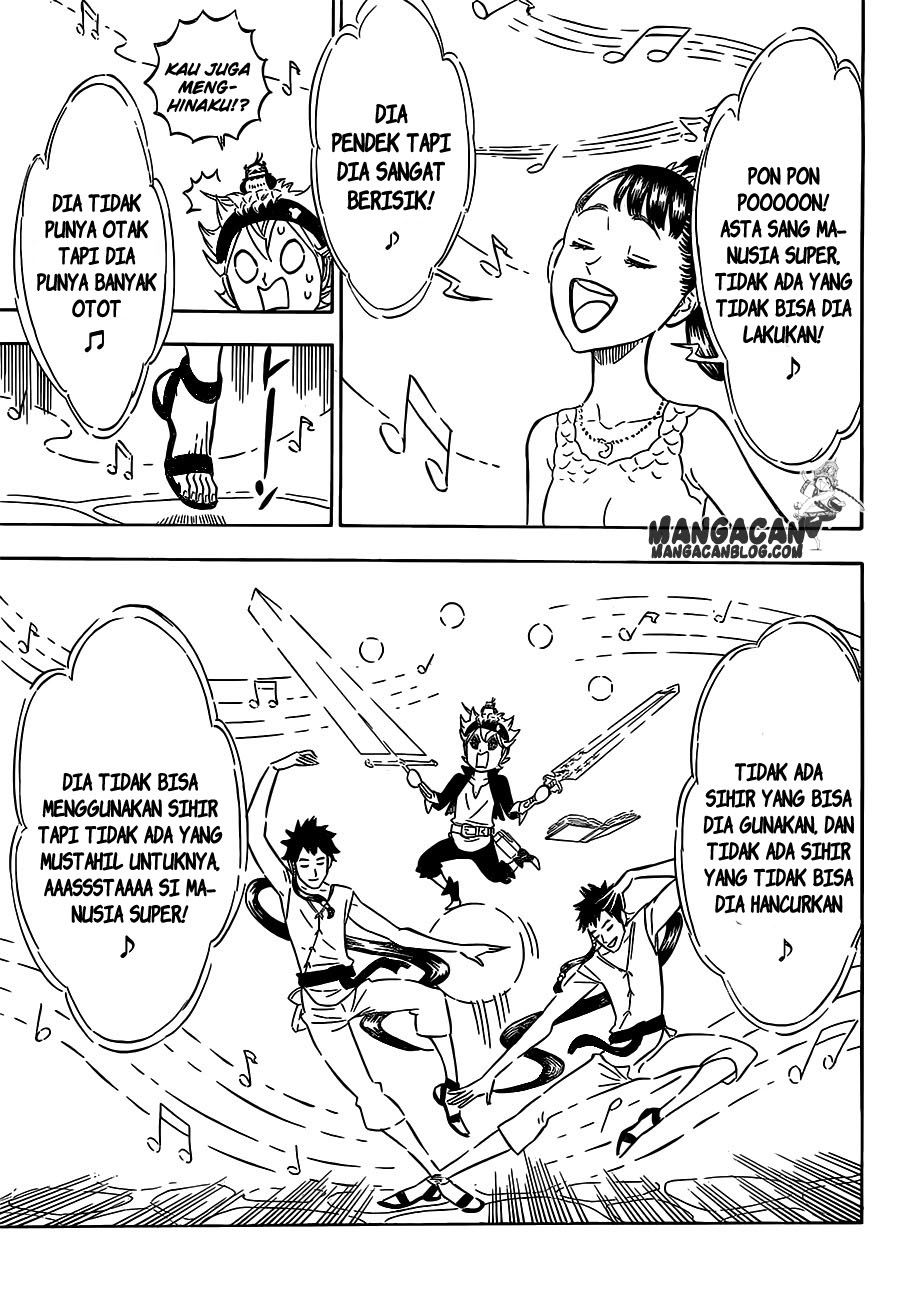 PON PON
POOOOON!
ASTA SANG MA-
NUSIA SUPER,
TIDAK ADA YANG
TIDAK BISA DIA
LAKUKAN!
♪
DIA
PENDEK TAPI
DIA SANGAT
BERISIK!
♪
KAU JUGA
MENG-
HINAKU!?
DIA TIDAK
PUNYA OTAK
TAPI DIA
PUNYA BANYAK
OTOT
♫
MANGACAN
MANGACANBLOG.COM
TIDAK ADA
SIHIR YANG BISA
DIA GUNAKAN, DAN
TIDAK ADA SIHIR
YANG TIDAK BISA
DIA HANCURKAN
♪
DIA TIDAK BISA
MENGGUNAKAN SIHIR
TAPI TIDAK ADA YANG
MUSTAHIL UNTUKNYA,
AAASSSTAAAA SI MA-
NUSIA SUPER!
♪